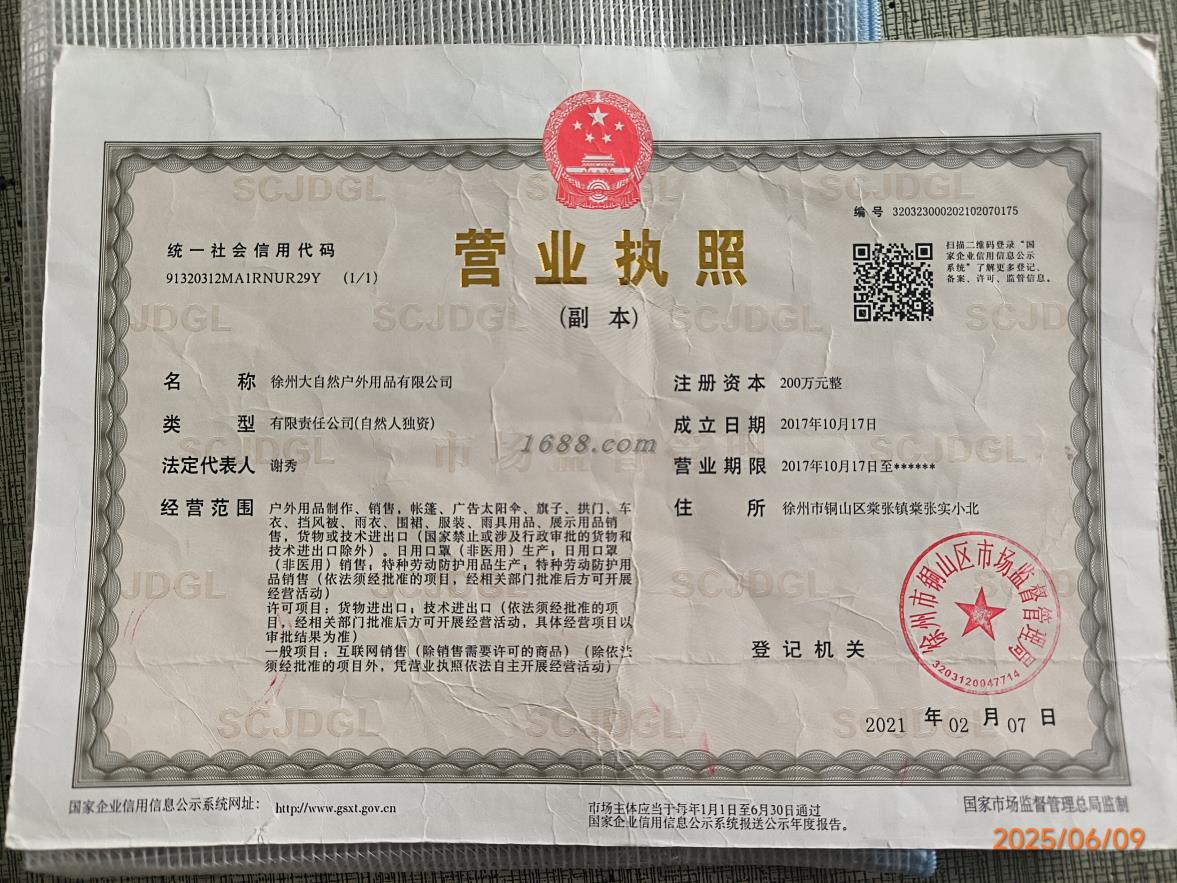 编 号 320323000202102070175
统一社会信用代码
91320312MA1RNUR29Y (1/1)
营业执照
(副 本)
扫描二维码登录“国
家企业信用信息公示
系统”了解更多登记、
备案、许可、监管信息。
SCJDGL
名 称 徐州大自然户外用品有限公司
类 型 有限责任公司(自然人独资)
法定代表人 谢秀
经营范围 户外用品制作、销售,帐篷、广告太阳伞、旗子、拱门、车
衣、挡风被、雨衣、围裙、服装、雨具用品、展示用品销
售,货物或技术进出口(国家禁止或涉及行政审批的货物和
技术进出口除外)。日用口罩(非医用)生产;日用口罩
(非医用)销售;特种劳动防护用品生产;特种劳动防护用
品销售(依法须经批准的项目,经相关部门批准后方可开展
经营活动)
许可项目:货物进出口;技术进出口(依法须经批准的项
目,经相关部门批准后方可开展经营活动,具体经营项目以
审批结果为准)
一般项目:互联网销售(除销售需要许可的商品)(除依法
须经批准的项目外,凭营业执照依法自主开展经营活动)
注册资本 200万元整
成立日期 2017年10月17日
营业期限 2017年10月17日至******
住 所 徐州市铜山区棠张镇棠张实小北
1688.com
登记机关
徐州市铜山区市场监督管理局
3203120047714
2021 年 02 月 07 日
国家企业信用信息公示系统网址: http://www.gsxt.gov.cn
市场主体应当于每年1月1日至6月30日通过
国家企业信用信息公示系统报送公示年度报告。
国家市场监督管理总局监制
2025/06/09